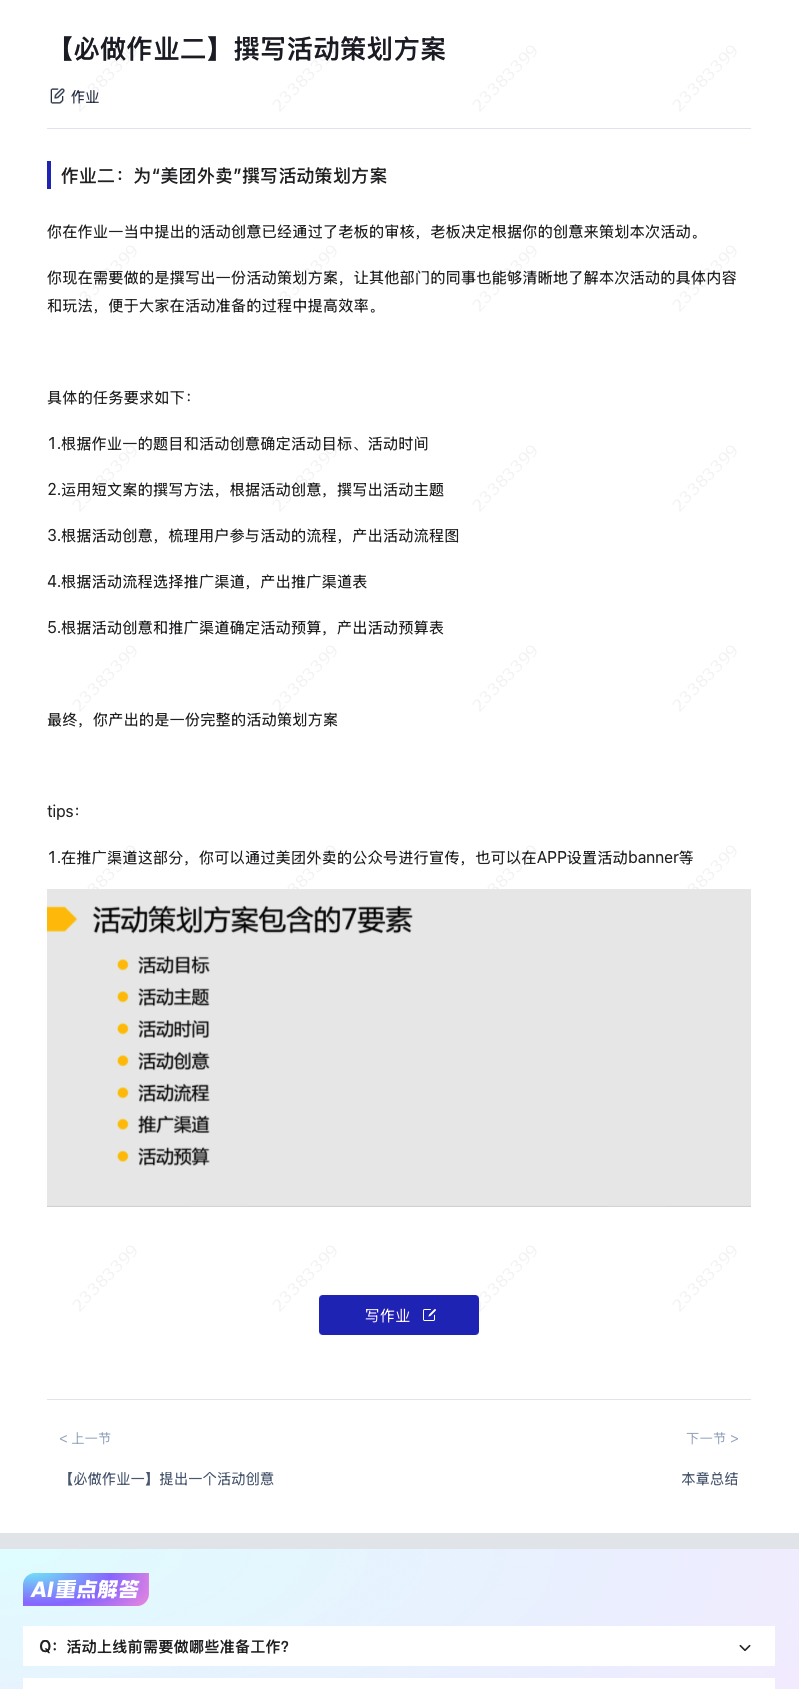 【必做作业二】撰写活动策划方案
作业
作业二：为“美团外卖”撰写活动策划方案
你在作业一当中提出的活动创意已经通过了老板的审核，老板决定根据你的创意来策划本次活动。
你现在需要做的是撰写出一份活动策划方案，让其他部门的同事也能够清晰地了解本次活动的具体内容
和玩法，便于大家在活动准备的过程中提高效率。
具体的任务要求如下：
1.根据作业一的题目和活动创意确定活动目标、活动时间
2.运用短文案的撰写方法，根据活动创意，撰写出活动主题
3.根据活动创意，梳理用户参与活动的流程，产出活动流程图
4.根据活动流程选择推广渠道，产出推广渠道表
5.根据活动创意和推广渠道确定活动预算，产出活动预算表
最终，你产出的是一份完整的活动策划方案
tips：
1.在推广渠道这部分，你可以通过美团外卖的公众号进行宣传，也可以在APP设置活动banner等
活动策划方案包含的7要素
活动目标
活动主题
活动时间
活动创意
活动流程
推广渠道
活动预算
写作业
< 上一节
下一节 >
【必做作业一】提出一个活动创意
本章总结
AI重点解答
Q：活动上线前需要做哪些准备工作?
23383399